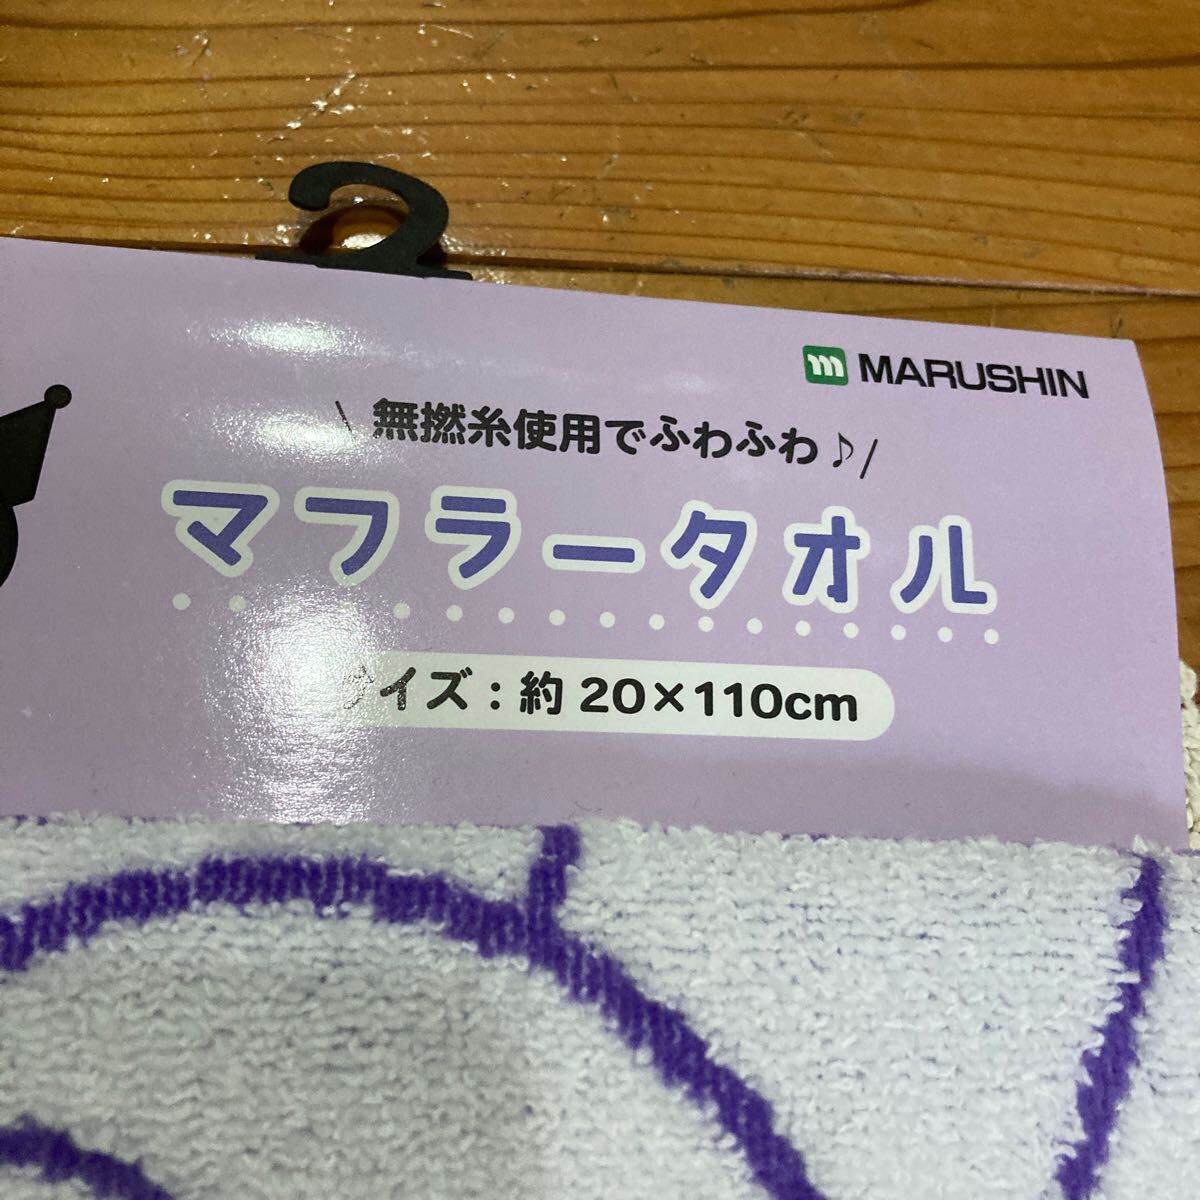 m MARUSHIN
\ 無撚糸使用でふわふわ♪/
マフラータオル
サイズ：約 20×110cm